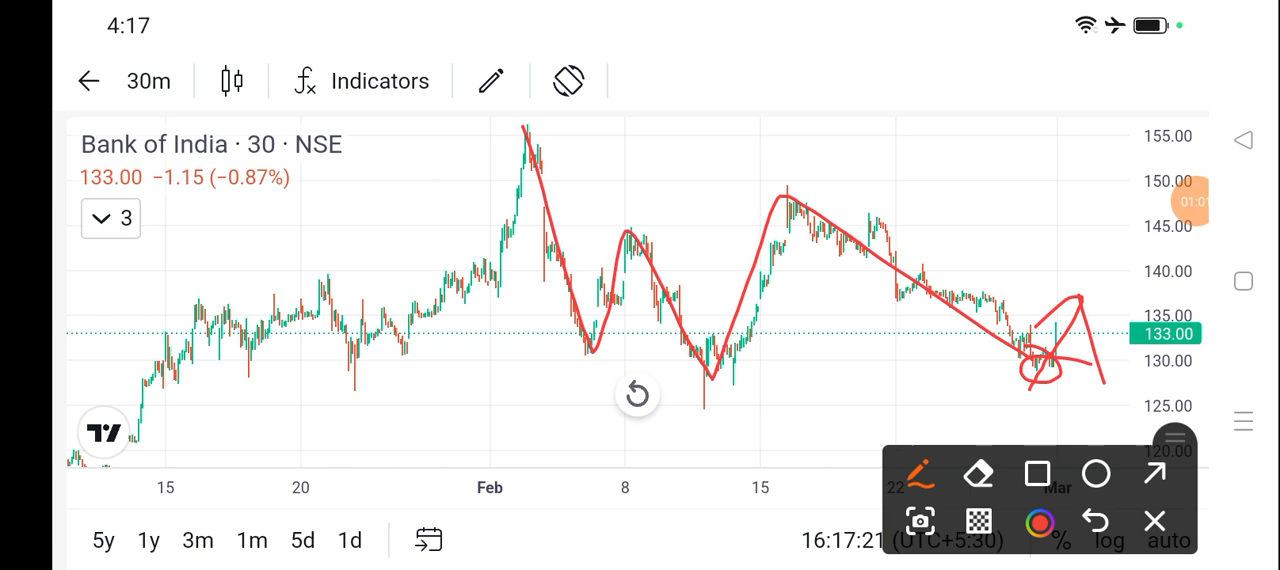 4:17
30m Indicators
Bank of India · 30 · NSE
133.00 −1.15 (−0.87%)
3
155.00
150.00
01:01
145.00
140.00
135.00
133.00
130.00
125.00
120.00
15 20 Feb 8 15 22 Mar
5y 1y 3m 1m 5d 1d 16:17:21 (UTC+5:30) % log auto